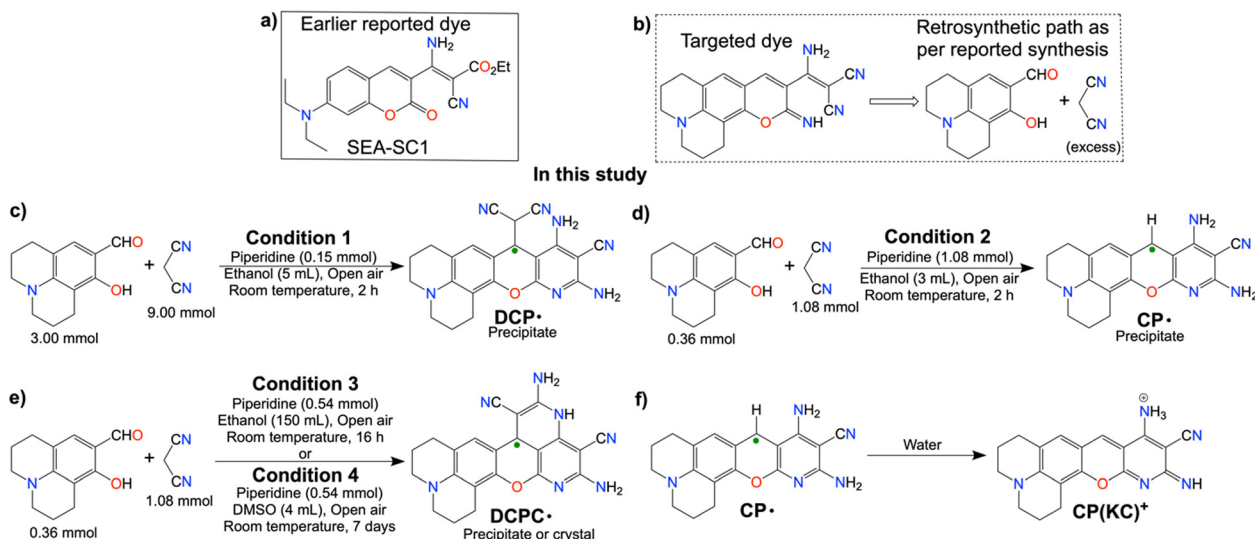 a)
Earlier reported dye
NH2
CO2Et
CN
N
O
O
SEA-SC1
b)
Targeted dye
NH2
CN
CN
N
O
NH
Retrosynthetic path as
per reported synthesis
CHO
N
OH
+
CN
CN
(excess)
In this study
c)
CHO
N
OH
3.00 mmol
+
CN
CN
9.00 mmol
Condition 1
Piperidine (0.15 mmol)
Ethanol (5 mL), Open air
Room temperature, 2 h
NC
CN
NH2
CN
N
O
N
NH2
DCP•
Precipitate
d)
CHO
N
OH
0.36 mmol
+
CN
CN
1.08 mmol
Condition 2
Piperidine (1.08 mmol)
Ethanol (3 mL), Open air
Room temperature, 2 h
H
NH2
CN
N
O
N
NH2
CP•
Precipitate
e)
CHO
N
OH
0.36 mmol
+
CN
CN
1.08 mmol
Condition 3
Piperidine (0.54 mmol)
Ethanol (150 mL), Open air
Room temperature, 16 h
or
Condition 4
Piperidine (0.54 mmol)
DMSO (4 mL), Open air
Room temperature, 7 days
NH2
NC
NH
CN
N
O
N
NH2
DCPC•
Precipitate or crystal
f)
H
NH2
CN
N
O
N
NH2
CP•
Water
⊕
NH3
CN
N
O
N
NH
CP(KC)+